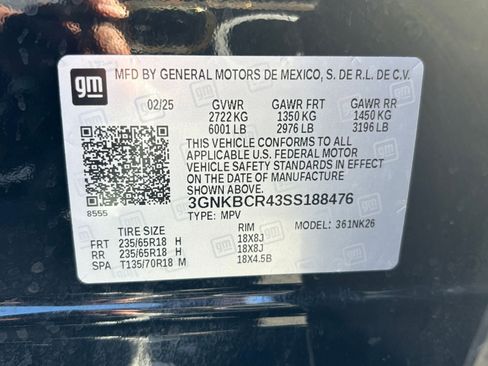 gm MFD BY GENERAL MOTORS DE MEXICO, S. DE R.L. DE C.V.
02/25 GVWR GAWR FRT GAWR RR
2722 KG 1350 KG 1450 KG
6001 LB 2976 LB 3196 LB
THIS VEHICLE CONFORMS TO ALL
APPLICABLE U.S. FEDERAL MOTOR
VEHICLE SAFETY STANDARDS IN EFFECT
ON THE DATE OF MANUFACTURE
SHOWN ABOVE.
3GNKBCR43SS188476
8555 TYPE: MPV
TIRE SIZE RIM MODEL: 361NK26
FRT 235/65R18 H 18X8J
RR 235/65R18 H 18X8J
SPA T135/70R18 M 18X4.5B